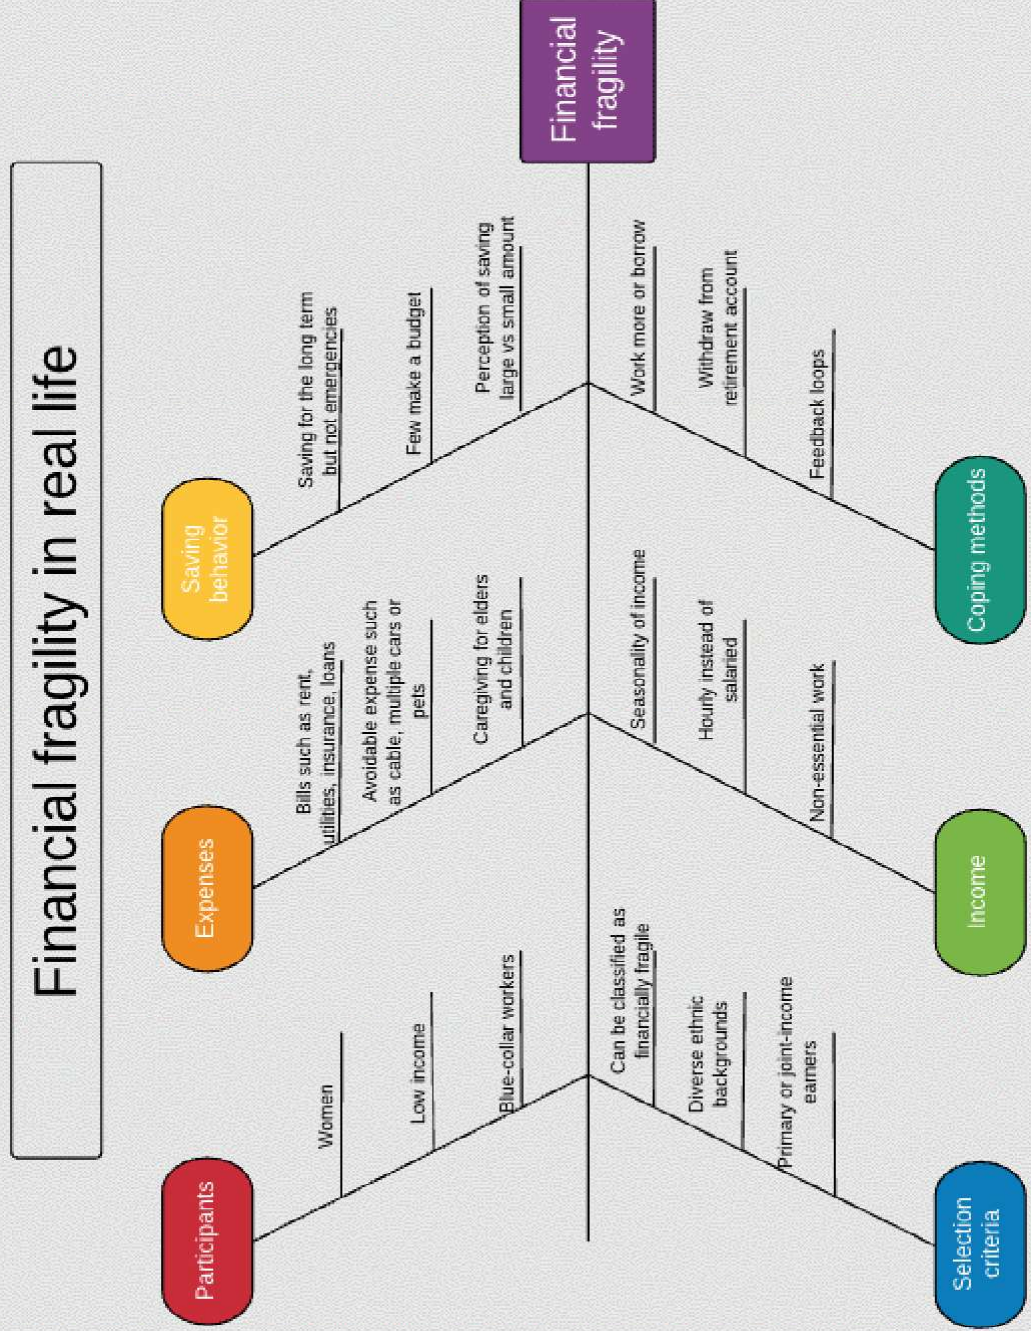 Financial fragility in real life
Participants
Women
Low income
Blue-collar workers
Expenses
Bills such as rent,
utlilities, insurance, loans
Avoidable expense such
as cable, multiple cars or
pets
Caregiving for elders
and children
Saving
behavior
Saving for the long term
but not emergencies
Few make a budget
Perception of saving
large vs small amount
Financial
fragility
Selection
criteria
Can be classified as
financially fragile
Diverse ethnic
backgrounds
Primary or joint-income
earners
Income
Seasonality of income
Hourly instead of
salaried
Non-essential work
Coping methods
Work more or borrow
Withdraw from
retirement account
Feedback loops